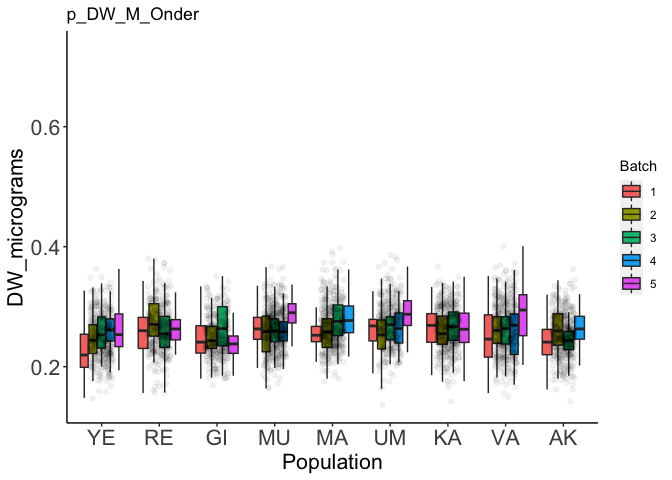 p_DW_M_Onder
DW_micrograms
0.6
0.4
0.2
YE RE GI MU MA UM KA VA AK
Population
Batch
1
2
3
4
5